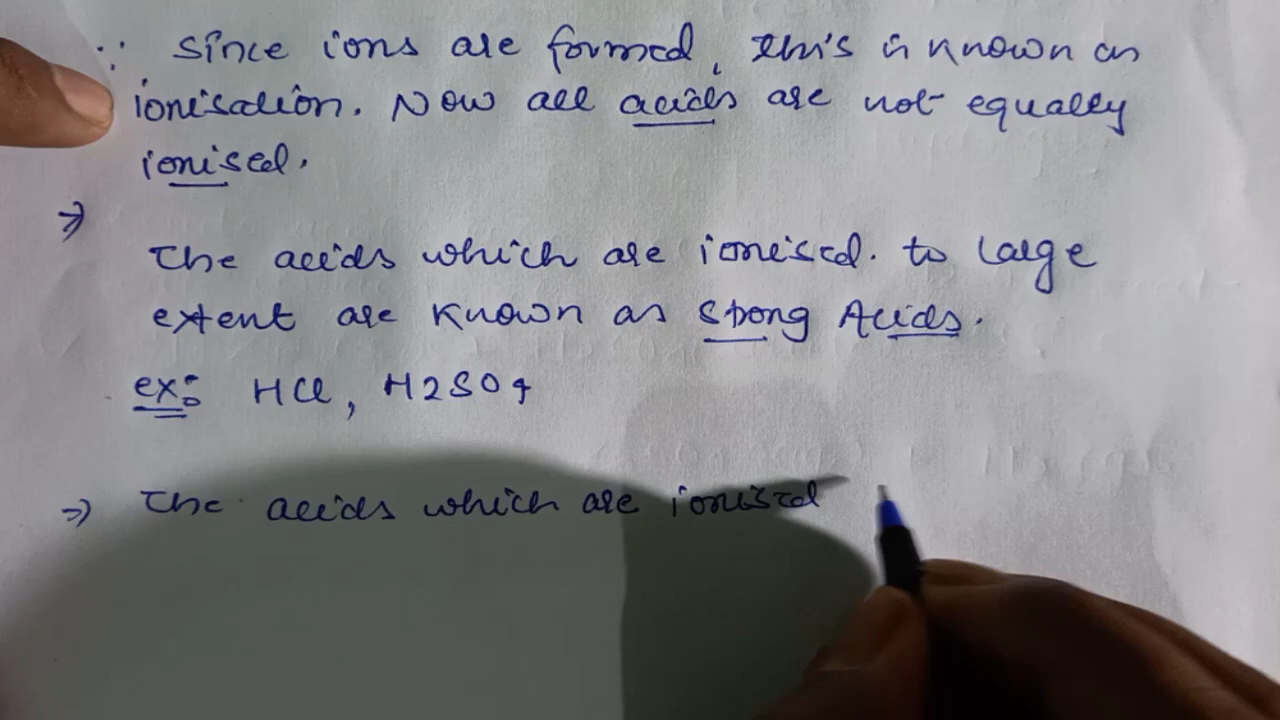 ∵ Since ions are formed, this is known as
ionisation. Now all acids are not equally
ionised.
⇒
The acids which are ionised. to large
extent are known as Strong Acids.
ex: HCl, H2SO4
⇒ The acids which are ionised